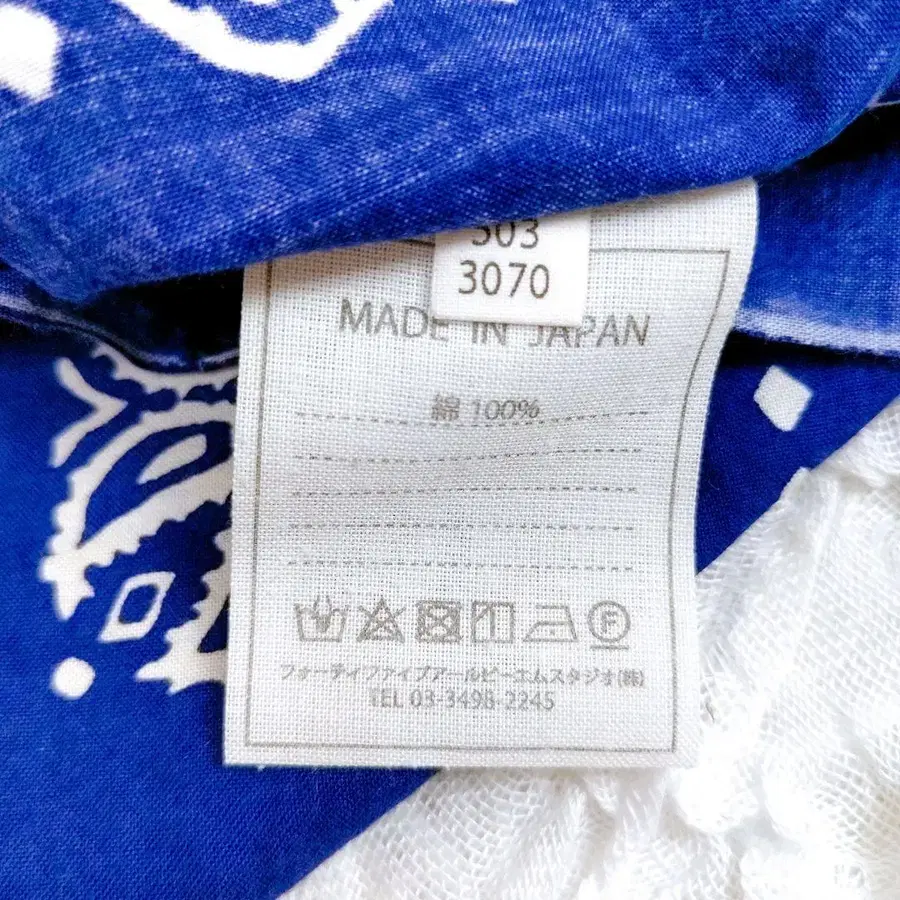 303
3070
MADE IN JAPAN
綿 100%
フォーティファイブアールピーエムスタジオ(株)
TEL 03-3498-2245